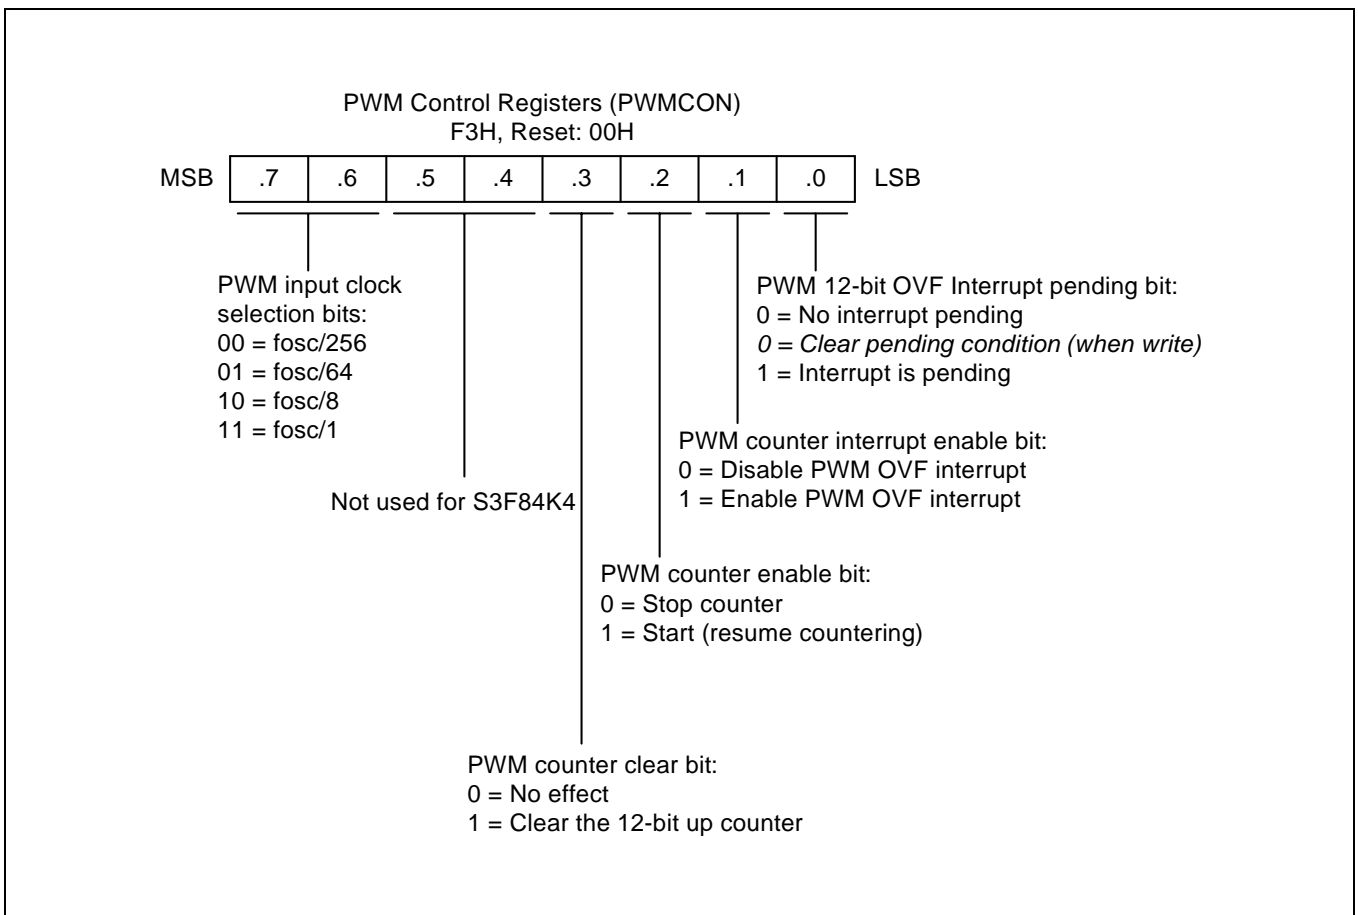 PWM Control Registers (PWMCON)
F3H, Reset: 00H
MSB .7 .6 .5 .4 .3 .2 .1 .0 LSB
PWM input clock
selection bits:
00 = fosc/256
01 = fosc/64
10 = fosc/8
11 = fosc/1
PWM 12-bit OVF Interrupt pending bit:
0 = No interrupt pending
0 = Clear pending condition (when write)
1 = Interrupt is pending
PWM counter interrupt enable bit:
0 = Disable PWM OVF interrupt
1 = Enable PWM OVF interrupt
Not used for S3F84K4
PWM counter enable bit:
0 = Stop counter
1 = Start (resume countering)
PWM counter clear bit:
0 = No effect
1 = Clear the 12-bit up counter